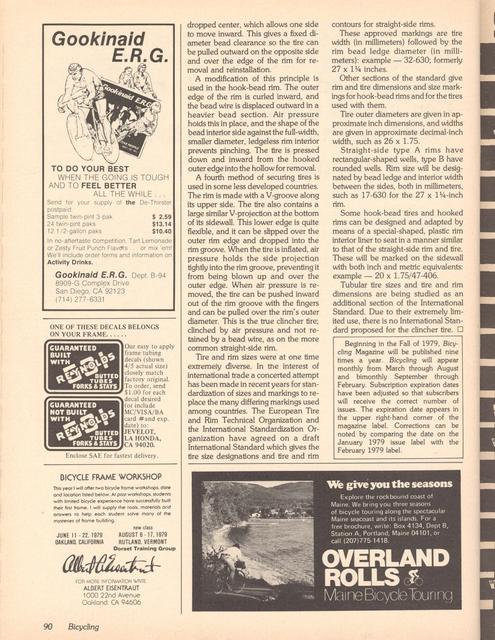 Gookinaid
E.R.G.
Gookinaid E.R.G.
TO DO YOUR BEST
WHEN THE GOING IS TOUGH
AND TO FEEL BETTER
ALL THE WHILE...
Send for your supply of the De-Thirster
postpaid.
Sample twin-pint 3-pak $ 2.59
24 twin-pint paks $13.14
12 1/2-gallon paks $10.40
In no-aftertaste Competition, Tart Lemonade
or Zesty Fruit Punch Flavors or mix 'em!
We'll include order forms and information on
Activity Drinks.
Gookinaid E.R.G. Dept. B-94
8909-G Complex Drive
San Diego, CA 92123
(714) 277-6331
ONE OF THESE DECALS BELONGS
ON YOUR FRAME......
GUARANTEED
BUILT
WITH
REYNOLDS
BUTTED
TUBES
FORKS & STAYS
GUARANTEED
NOT BUILT
WITH
REYNOLDS
BUTTED
TUBES
FORKS & STAYS
Our easy to apply
frame tubing
decals (shown
4/5 actual size)
closely match
factory original.
To order, send
$1.00 for each
decal desired
(or include
MC/VISA/BA
card # and exp.
date) to:
JEVELOT,
LA HONDA,
CA 94020.
Enclose SAE for fastest delivery.
BICYCLE FRAME WORKSHOP
This year I will offer two bicycle frame workshops, date
and location listed below. At past workshops, students
with limited bicycle experience have successfully built
their first frame. I will supply the tools, materials and
answers to help each student solve many of the
mysteries of frame building.
new class
JUNE 11 - 22, 1979 AUGUST 6 - 17, 1979
OAKLAND, CALIFORNIA RUTLAND, VERMONT
Dorset Training Group
Albert Eisentraut
FOR MORE INFORMATION WRITE:
ALBERT EISENTRAUT
1000 22nd Avenue
Oakland, CA 94606
90 Bicycling
dropped center, which allows one side
to move inward. This gives a fixed di-
ameter bead clearance so the tire can
be pulled outward on the opposite side
and over the edge of the rim for re-
moval and reinstallation.
A modification of this principle is
used in the hook-bead rim. The outer
edge of the rim is curled inward, and
the bead wire is displaced outward in a
heavier bead section. Air pressure
holds this in place, and the shape of the
bead interior side against the full-width,
smaller diameter, ledgeless rim interior
prevents pinching. The tire is pressed
down and inward from the hooked
outer edge into the hollow for removal.
A fourth method of securing tires is
used in some less developed countries.
The rim is made with a V-groove along
its upper side. The tire also contains a
large similar V-projection at the bottom
of its sidewall. This lower edge is quite
flexible, and it can be slipped over the
outer rim edge and dropped into the
rim groove. When the tire is inflated, air
pressure holds the side projection
tightly into the rim groove, preventing it
from being blown up and over the
outer edge. When air pressure is re-
moved, the tire can be pushed inward
out of the rim groove with the fingers
and can be pulled over the rim's outer
diameter. This is the true clincher tire;
clinched by air pressure and not re-
tained by a bead wire, as on the more
common straight-side rim.
Tire and rim sizes were at one time
extremely diverse. In the interest of
international trade a concerted attempt
has been made in recent years for stan-
dardization of sizes and markings to re-
place the many differing markings used
among countries. The European Tire
and Rim Technical Organization and
the International Standardization Or-
ganization have agreed on a draft
International Standard which gives the
tire size designations and tire and rim
contours for straight-side rims.
These approved markings are tire
width (in millimeters) followed by the
rim bead ledge diameter (in milli-
meters): example — 32-630; formerly
27 x 1¼ inches.
Other sections of the standard give
rim and tire dimensions and size mark-
ings for hook-bead rims and for the tires
used with them.
Tire outer diameters are given in ap-
proximate inch dimensions, and widths
are given in approximate decimal-inch
width, such as 26 x 1.75.
Straight-side type A rims have
rectangular-shaped wells, type B have
rounded wells. Rim size will be desig-
nated by bead ledge and interior width
between the sides, both in millimeters,
such as 17-630 for the 27 x 1¼-inch
rim.
Some hook-bead tires and hooked
rims can be designed and adapted by
means of a special-shaped, plastic rim
interior liner to seat in a manner similar
to that of the straight-side rim and tire.
These will be marked on the sidewall
with both inch and metric equivalents:
example — 20 x 1.75/47-406.
Tubular tire sizes and tire and rim
dimensions are being studied as an
additional section of the International
Standard. Due to their extremely lim-
ited use, there is no International Stan-
dard proposed for the clincher tire. □
Beginning in the Fall of 1979, Bicy-
cling Magazine will be published nine
times a year. Bicycling will appear
monthly from March through August
and bimonthly September through
February. Subscription expiration dates
have been adjusted so that subscribers
will receive the correct number of
issues. The expiration date appears in
the upper right-hand corner of the
magazine label. Corrections can be
noted by comparing the date on the
January 1979 issue label with the
February 1979 label.
We give you the seasons
Explore the rockbound coast of
Maine. We bring you three seasons
of bicycle touring along the spectacular
Maine seacoast and its islands. For a
free brochure, write: Box 4134, Dept B,
Station A, Portland, Maine 04101, or
call (207)775-1418.
OVERLAND
ROLLS
Maine Bicycle Touring